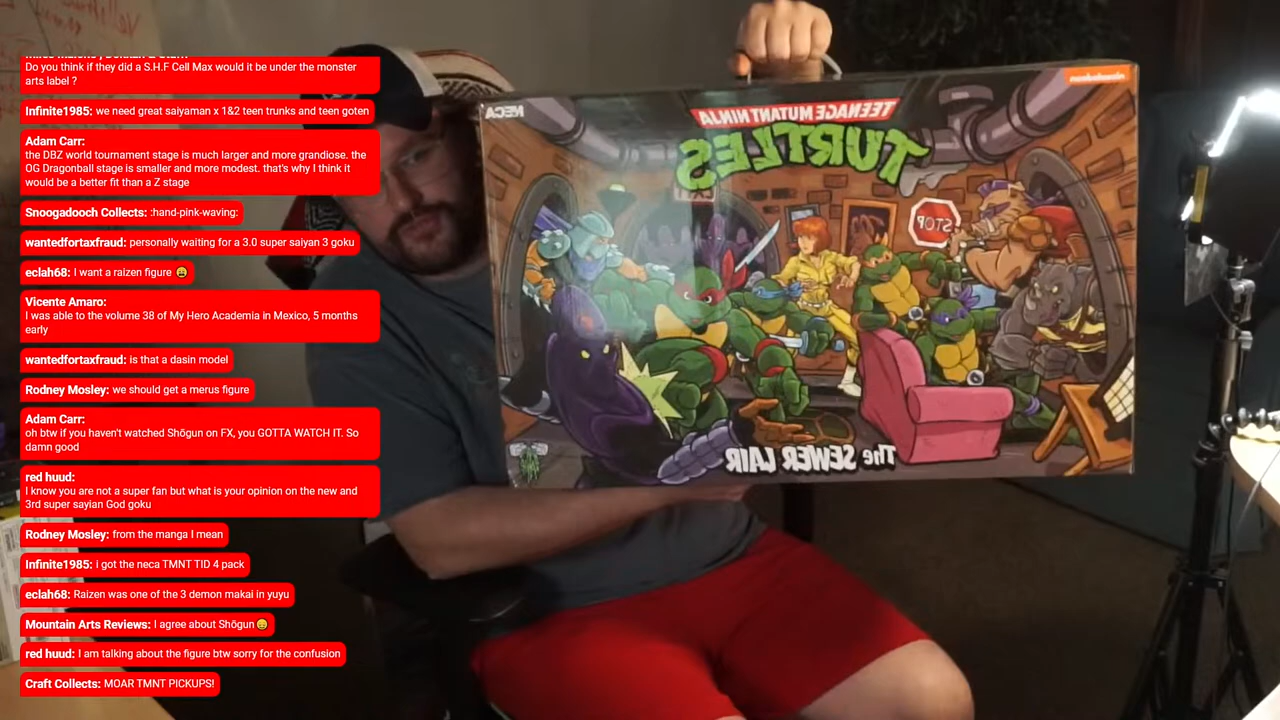 Do you think if they did a S.H.F Cell Max would it be under the monster
arts label ?
Infinite1985: we need great saiyaman x 1&2 teen trunks and teen goten
Adam Carr:
the DBZ world tournament stage is much larger and more grandiose. the
OG Dragonball stage is smaller and more modest. that's why I think it
would be a better fit than a Z stage
Snoogadooch Collects: :hand-pink-waving:
wantedfortaxfraud: personally waiting for a 3.0 super saiyan 3 goku
eclah68: I want a raizen figure 😩
Vicente Amaro:
I was able to the volume 38 of My Hero Academia in Mexico, 5 months
early
wantedfortaxfraud: is that a dasin model
Rodney Mosley: we should get a merus figure
Adam Carr:
oh btw if you haven't watched Shōgun on FX, you GOTTA WATCH IT. So
damn good
red huud:
I know you are not a super fan but what is your opinion on the new and
3rd super sayian God goku
Rodney Mosley: from the manga I mean
Infinite1985: i got the neca TMNT TID 4 pack
eclah68: Raizen was one of the 3 demon makai in yuyu
Mountain Arts Reviews: I agree about Shōgun
red huud: I am talking about the figure btw sorry for the confusion
Craft Collects: MOAR TMNT PICKUPS!
NECA
nickelodeon
TEENAGE MUTANT NINJA
TURTLES
STOP
The SEWER LAIR